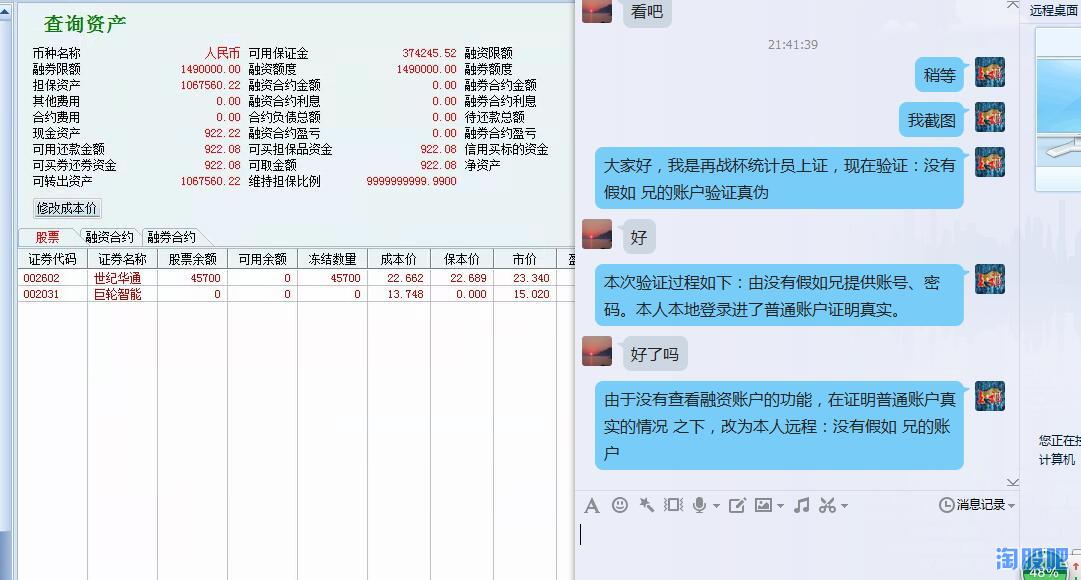 查询资产
币种名称 人民币 可用保证金 374245.52 融资限额
融券限额 1490000.00 融资额度 1490000.00 融券额度
担保资产 1067560.22 融资合约金额 0.00 融券合约金额
其他费用 0.00 融资合约利息 0.00 融券合约利息
合约费用 0.00 合约负债总额 0.00 待还款总额
现金资产 922.22 融资合约盈亏 0.00 融券合约盈亏
可用还款金额 922.08 可买担保品资金 922.08 信用买标的资金
可买券还券资金 922.08 可取金额 922.08 净资产
可转出资产 1067560.22 维持担保比例 9999999999.9900
修改成本价
股票 融资合约 融券合约
证券代码 证券名称 股票余额 可用余额 冻结数量 成本价 保本价 市价
002602 世纪华通 45700 0 45700 22.662 22.689 23.340
002031 巨轮智能 0 0 0 13.748 0.000 15.020
看吧
21:41:39
稍等
我截图
大家好，我是再战杯统计员上证，现在验证：没有
假如 兄的账户验证真伪
好
本次验证过程如下：由没有假如兄提供账号、密
码。本人本地登录进了普通账户证明真实。
好了吗
由于没有查看融资账户的功能，在证明普通账户真
实的情况 之下，改为本人远程：没有假如 兄的账
户
消息记录
远程桌面
您正在控
计算机
淘股吧
48%